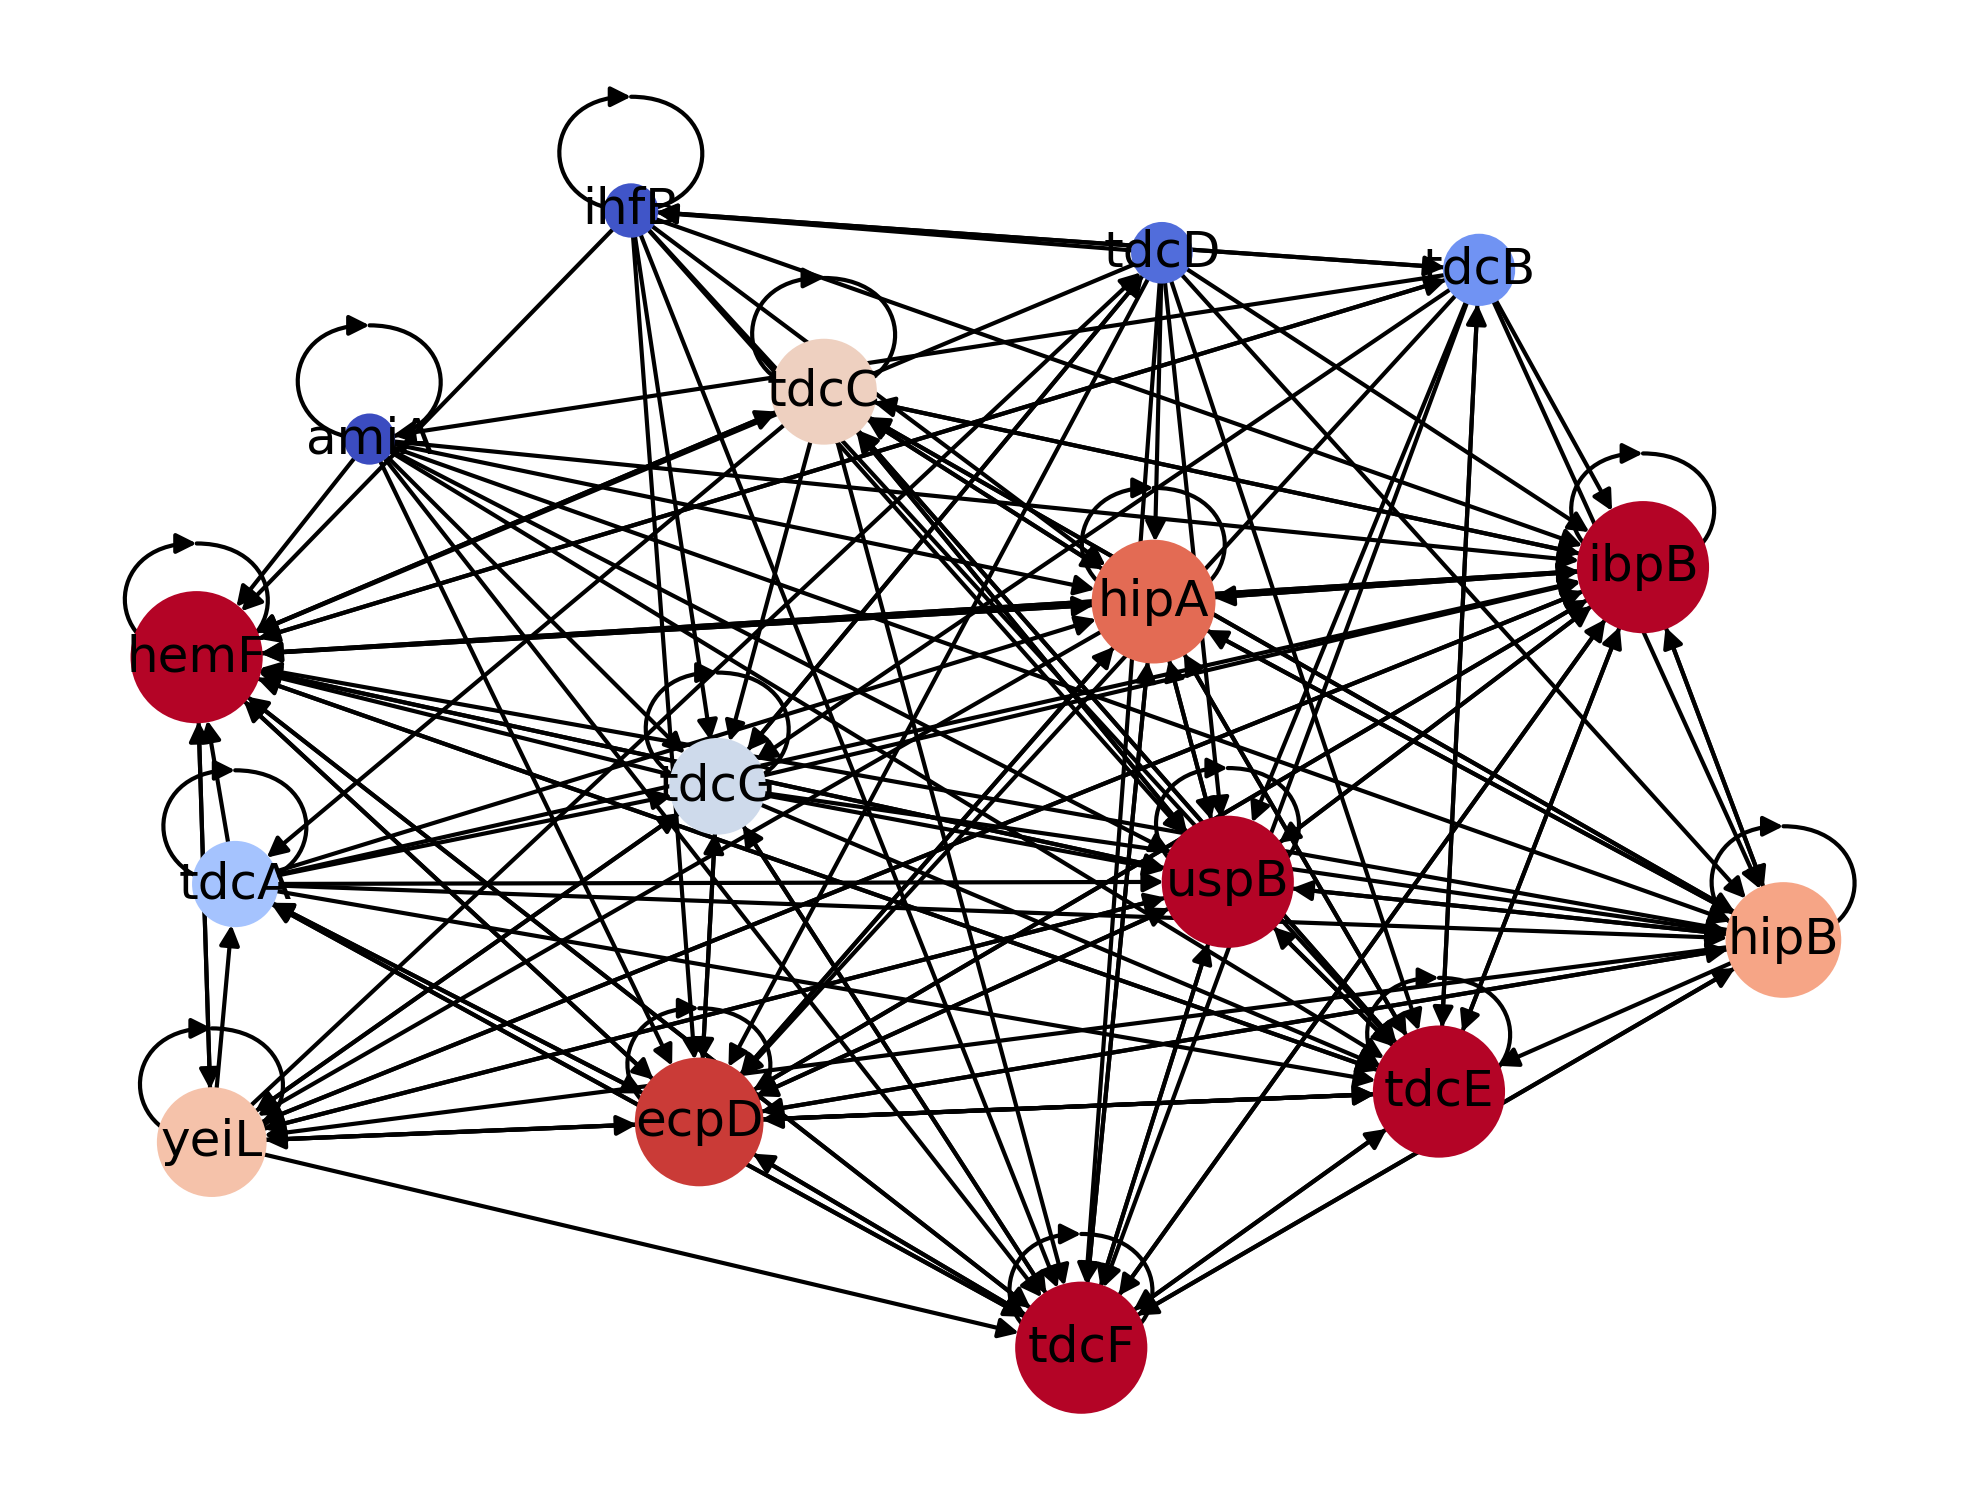 ihfB
tdcD
tdcB
tdcC
amiA
ibpB
hipA
hemF
tdcG
tdcA
uspB
hipB
tdcE
ecpD
yeiL
tdcF